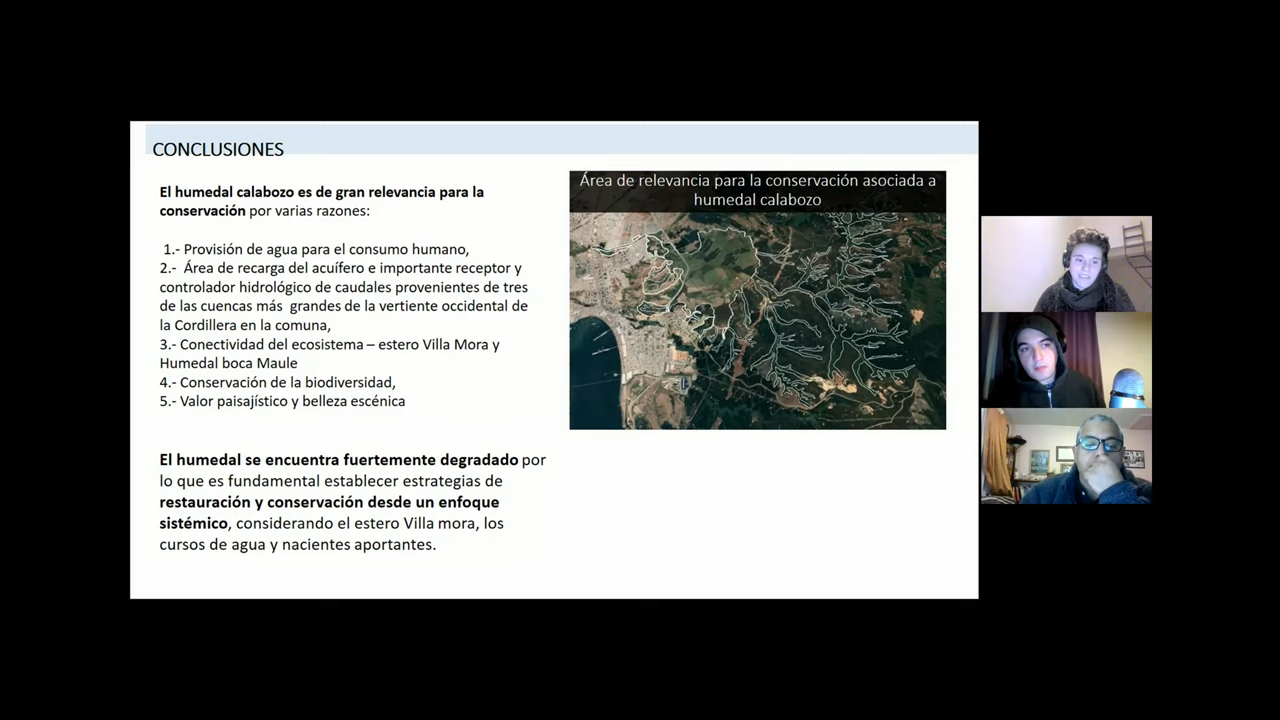 CONCLUSIONES
El humedal calabozo es de gran relevancia para la
conservación por varias razones:
1.- Provisión de agua para el consumo humano,
2.- Área de recarga del acuífero e importante receptor y
controlador hidrológico de caudales provenientes de tres
de las cuencas más grandes de la vertiente occidental de
la Cordillera en la comuna,
3.- Conectividad del ecosistema – estero Villa Mora y
Humedal boca Maule
4.- Conservación de la biodiversidad,
5.- Valor paisajístico y belleza escénica
El humedal se encuentra fuertemente degradado por
lo que es fundamental establecer estrategias de
restauración y conservación desde un enfoque
sistémico, considerando el estero Villa mora, los
cursos de agua y nacientes aportantes.
Área de relevancia para la conservación asociada a
humedal calabozo